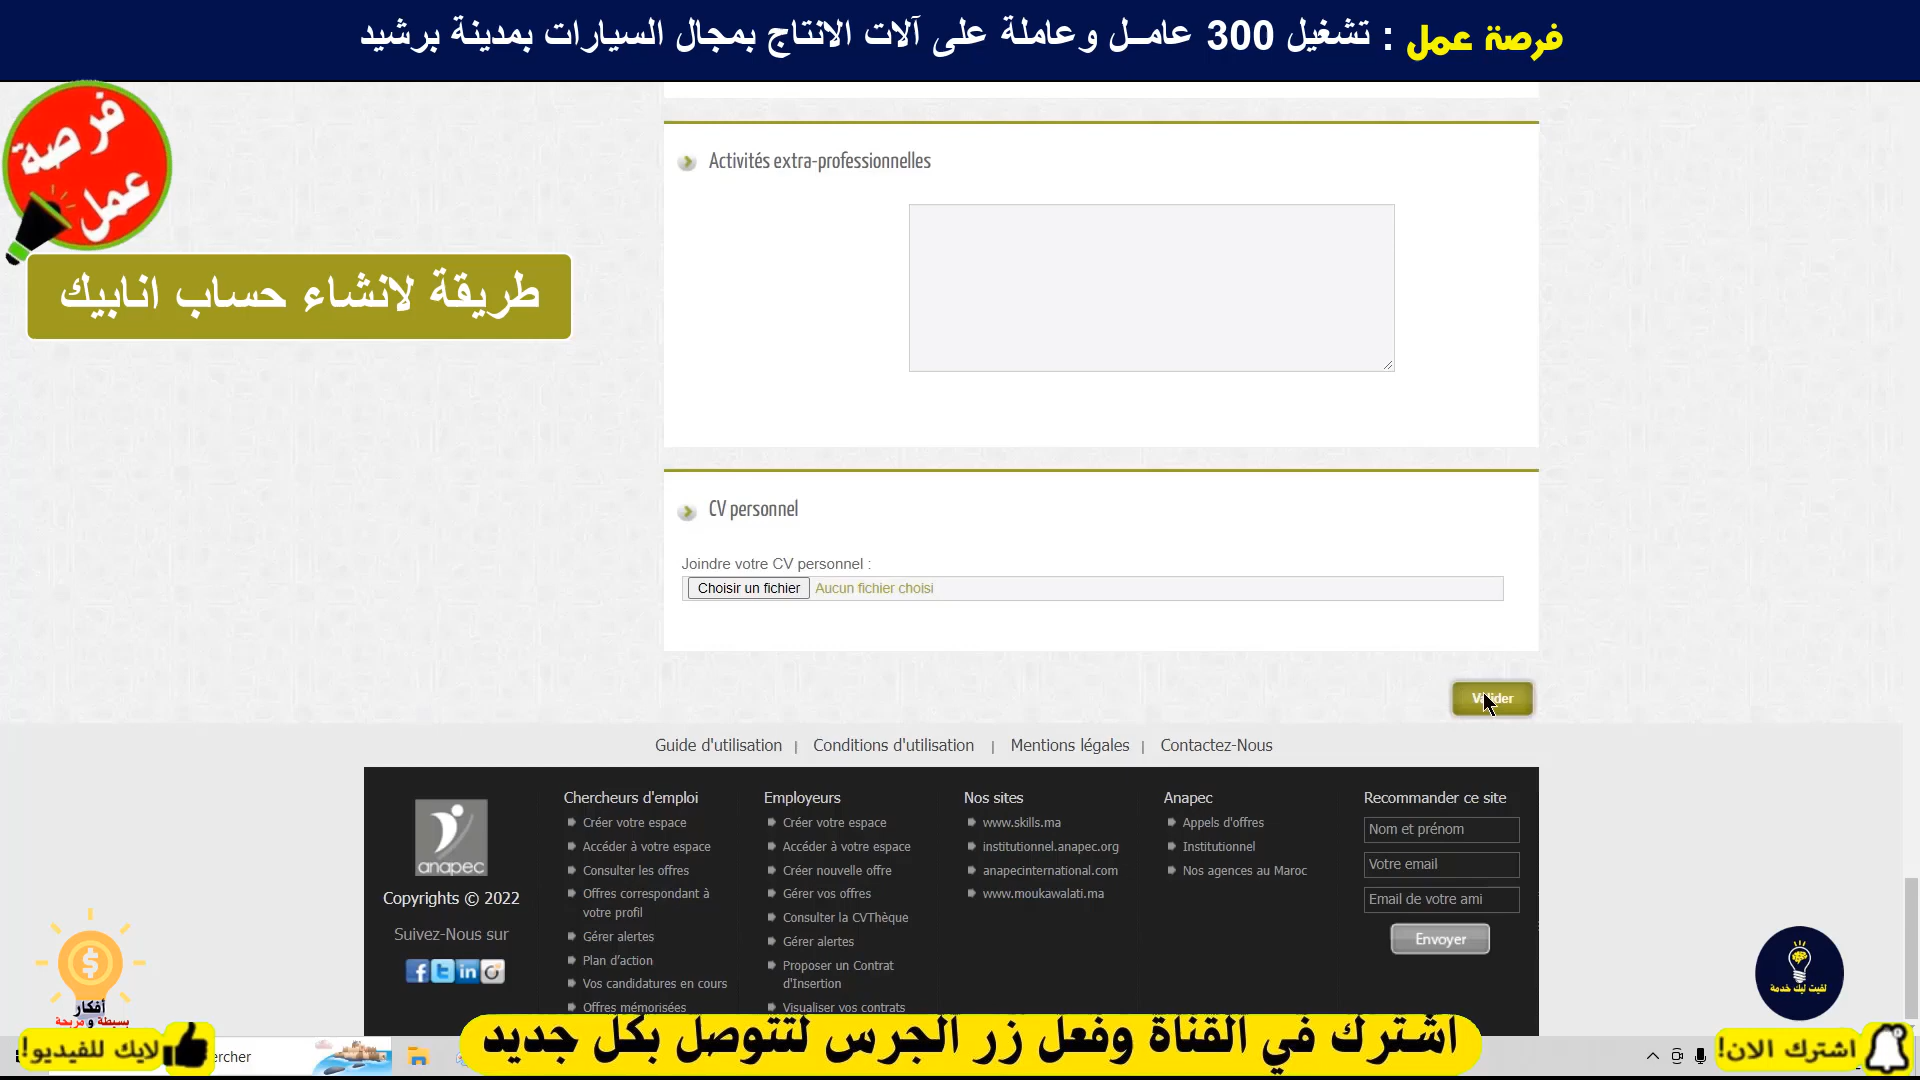 فرصة عمل : تشغيل 300 عامل وعاملة على آلات الانتاج بمجال السيارات بمدينة برشيد
فرصة
عمل
طريقة لانشاء حساب انابيك
Activités extra-professionnelles
CV personnel
Joindre votre CV personnel :
Choisir un fichier Aucun fichier choisi
Valider
Guide d'utilisation | Conditions d'utilisation | Mentions légales | Contactez-Nous
anapec
Copyrights © 2022
Suivez-Nous sur
Chercheurs d'emploi
Créer votre espace
Accéder à votre espace
Consulter les offres
Offres correspondant à
votre profil
Gérer alertes
Plan d’action
Vos candidatures en cours
Offres mémorisées
Employeurs
Créer votre espace
Accéder à votre espace
Créer nouvelle offre
Gérer vos offres
Consulter la CVThèque
Gérer alertes
Proposer un Contrat
d'Insertion
Visualiser vos contrats
Nos sites
www.skills.ma
institutionnel.anapec.org
anapecinternational.com
www.moukawalati.ma
Anapec
Appels d'offres
Institutionnel
Nos agences au Maroc
Recommander ce site
Nom et prénom
Votre email
Email de votre ami
Envoyer
أفكار
بسيطة و مربحة
لقيت ليك خدمة
لايك للفيديو!
ercher
اشترك في القناة وفعل زر الجرس لتتوصل بكل جديد
اشترك الان!